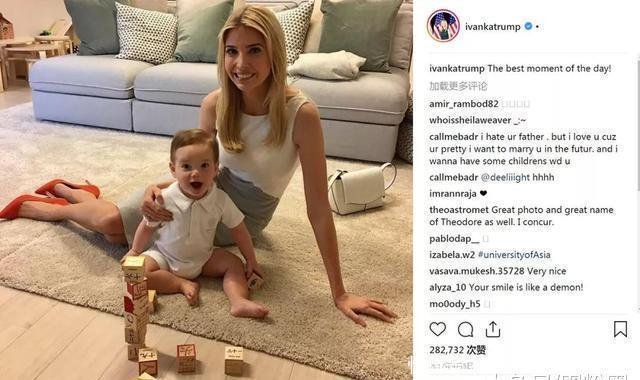 ivankatrump
ivankatrump The best moment of the day!
加载更多评论
amir_rambod82
whoissheilaweaver _:~
callmebadr i hate ur father . but i love u cuz
ur pretty i want to marry u in the futur. and i
wanna have some childrens wd u
callmebadr @deeliiight hhhh
imrannraja ❤
theoastromet Great photo and great name
of Theodore as well. I concur.
pablodap__
izabela.w2 #universityofAsia
vasava.mukesh.35728 Very nice
alyza_10 Your smile is like a demon!
mo0ody_h5
282,732 次赞